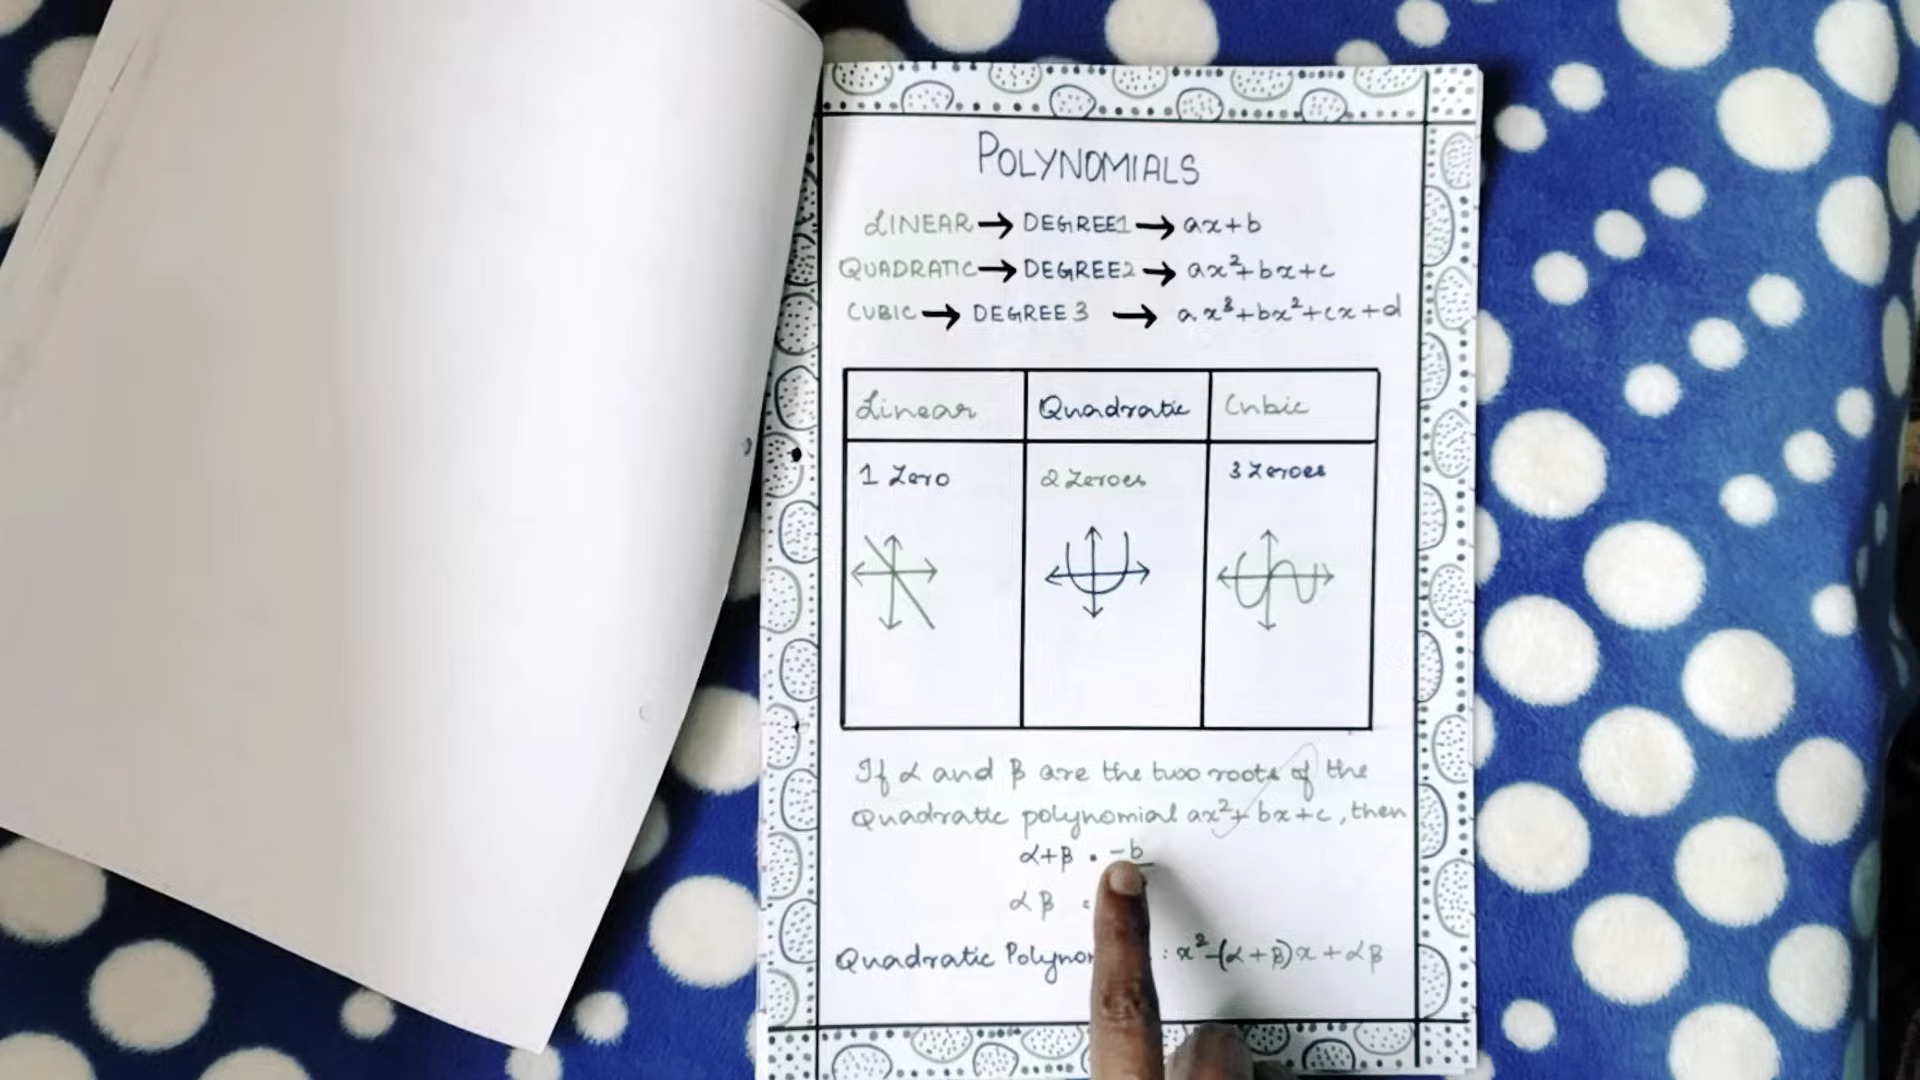 POLYNOMIALS
LINEAR → DEGREE1 → ax+b
QUADRATIC → DEGREE2 → ax²+bx+c
CUBIC → DEGREE 3 → ax³+bx²+cx+d
Linear Quadratic Cubic
1 Zero 2 Zeroes 3 Zeroes
If α and β are the two roots of the
Quadratic polynomial ax²+bx+c, then
α+β = -b
αβ =
Quadratic : x²-(α+β)x+αβ